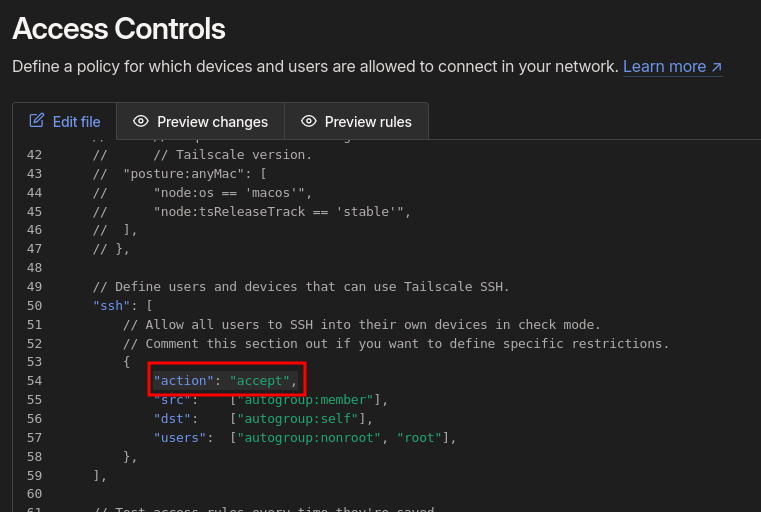 Access Controls
Define a policy for which devices and users are allowed to connect in your network. Learn more ↗
Edit file Preview changes Preview rules
42 // // Tailscale version.
43 // "posture:anyMac": [
44 // "node:os == 'macos'",
45 // "node:tsReleaseTrack == 'stable'",
46 // ],
47 // },
48
49 // Define users and devices that can use Tailscale SSH.
50 "ssh": [
51 // Allow all users to SSH into their own devices in check mode.
52 // Comment this section out if you want to define specific restrictions.
53 {
54 "action": "accept",
55 "src": ["autogroup:member"],
56 "dst": ["autogroup:self"],
57 "users": ["autogroup:nonroot", "root"],
58 },
59 ],
60
61 // Test access rules every time they're saved